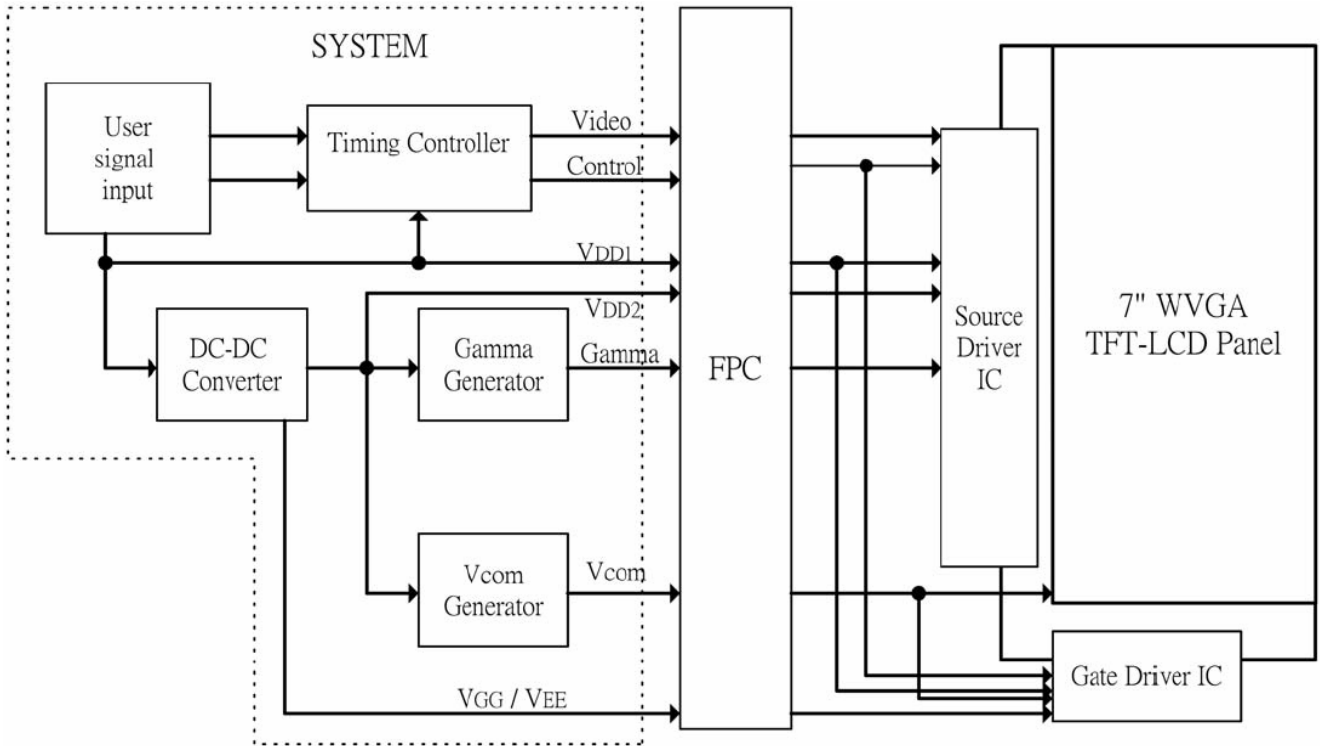 SYSTEM
User
signal
input
Timing Controller
Video
Control
VDD1
VDD2
DC-DC
Converter
Gamma
Generator
Gamma
FPC
Source
Driver
IC
7" WVGA
TFT-LCD Panel
Vcom
Generator
Vcom
Gate Driver IC
VGG / VEE